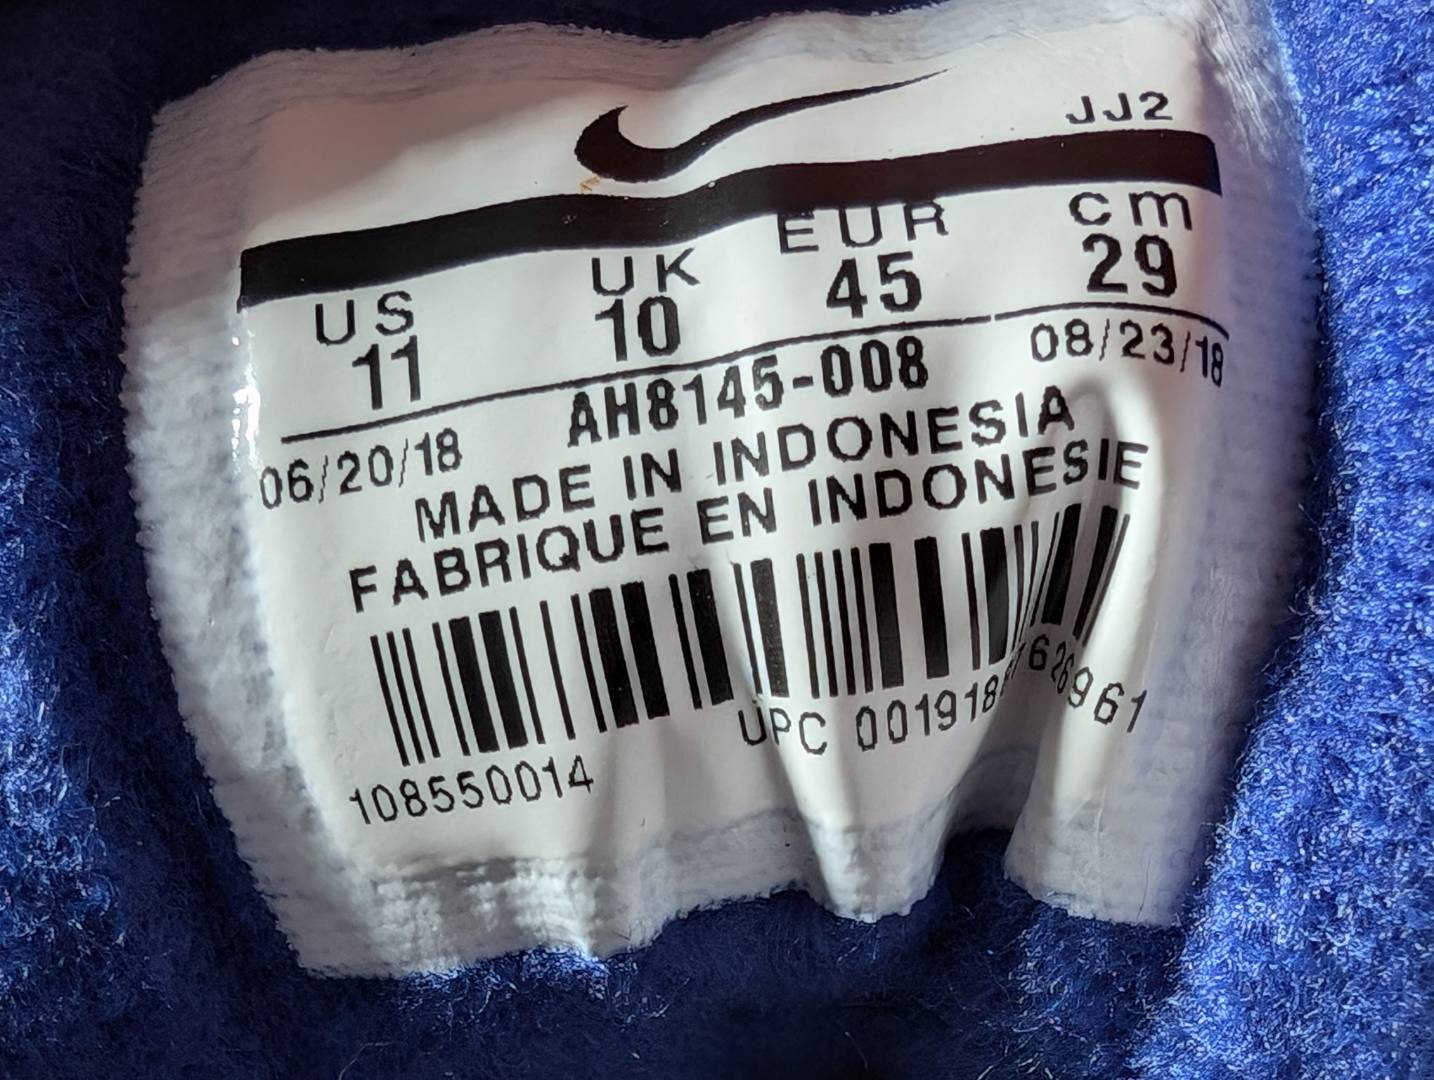 JJ2
US UK EUR cm
11 10 45 29
06/20/18 AH8145-008 08/23/18
MADE IN INDONESIA
FABRIQUE EN INDONESIE
108550014 UPC